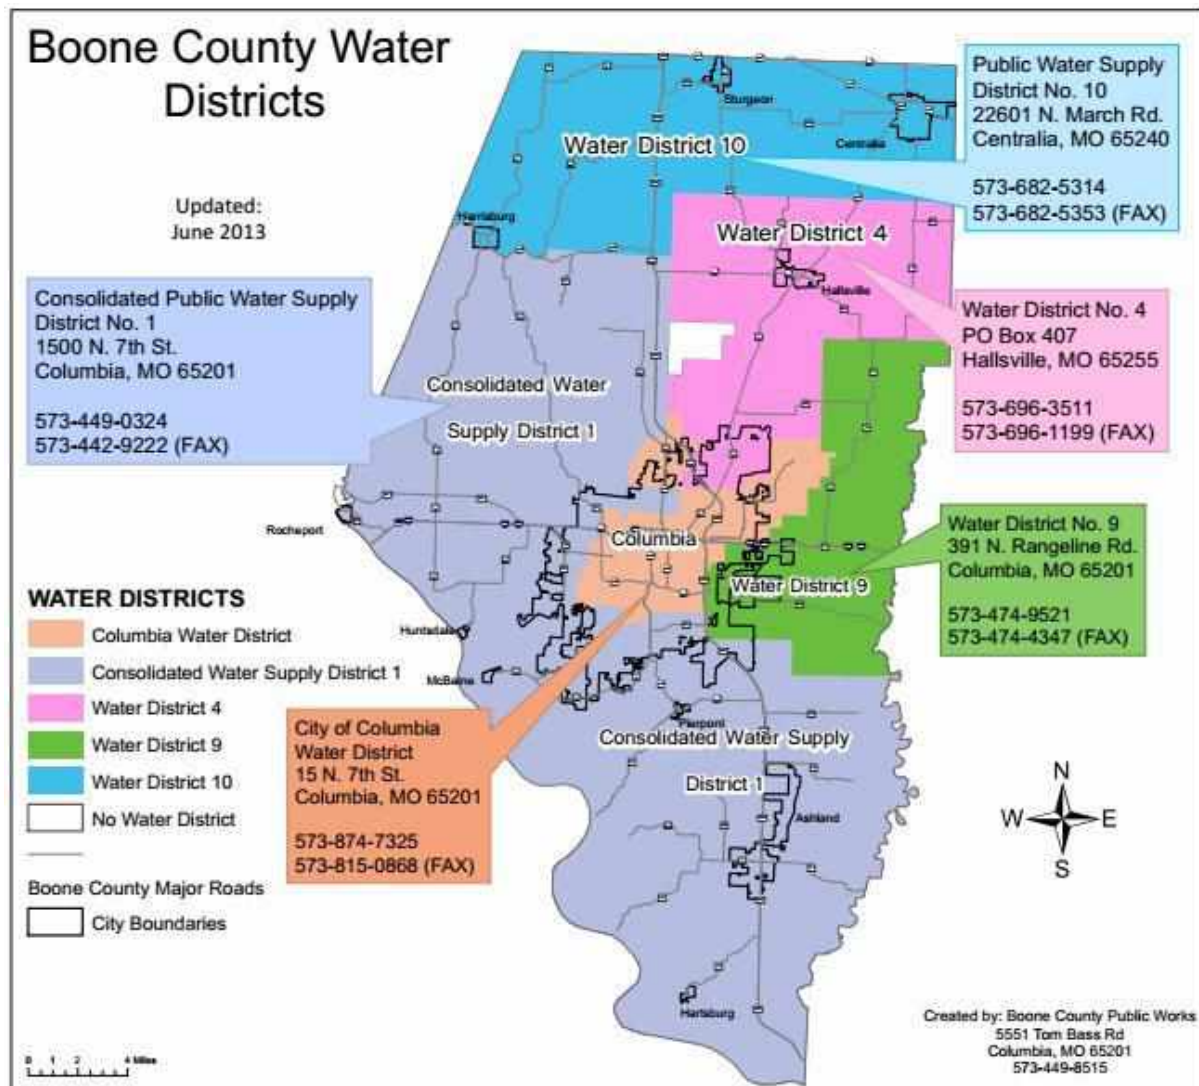 Boone County Water
Districts
Updated:
June 2013
Public Water Supply
District No. 10
22601 N. March Rd.
Centralia, MO 65240
573-682-5314
573-682-5353 (FAX)
Sturgeon
Centralia
Water District 10
Harrisburg
Water District 4
Hallsville
Consolidated Public Water Supply
District No. 1
1500 N. 7th St.
Columbia, MO 65201
573-449-0324
573-442-9222 (FAX)
Water District No. 4
PO Box 407
Hallsville, MO 65255
573-696-3511
573-696-1199 (FAX)
Consolidated Water
Supply District 1
Rocheport
Columbia
Water District 9
Water District No. 9
391 N. Rangeline Rd.
Columbia, MO 65201
573-474-9521
573-474-4347 (FAX)
WATER DISTRICTS
Columbia Water District
Consolidated Water Supply District 1
Water District 4
Water District 9
Water District 10
No Water District
Boone County Major Roads
City Boundaries
Huntsdale
McBaine
Pierpont
City of Columbia
Water District
15 N. 7th St.
Columbia, MO 65201
573-874-7325
573-815-0868 (FAX)
Consolidated Water Supply
District 1
Ashland
Hartsburg
N
W E
S
0 1 2 4 Miles
Created by: Boone County Public Works
5551 Tom Bass Rd
Columbia, MO 65201
573-449-8515